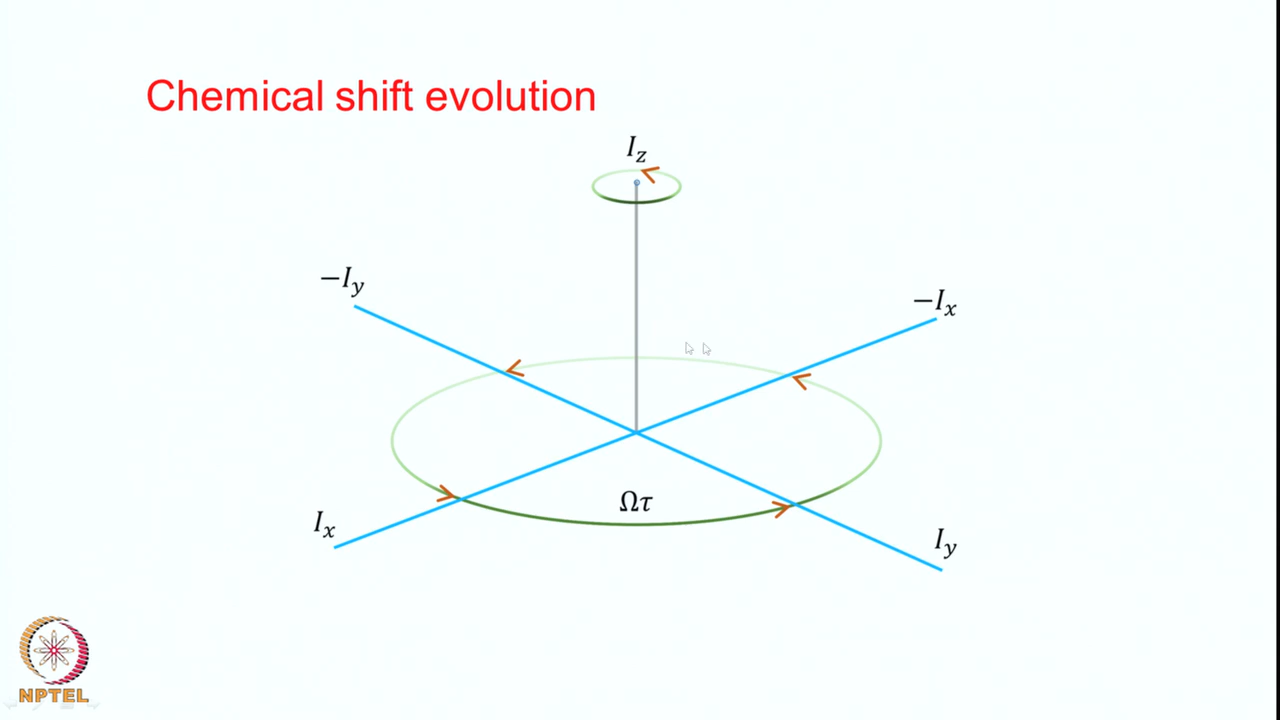 Chemical shift evolution
I_z
−I_y
−I_x
Ωτ
I_x
I_y
NPTEL